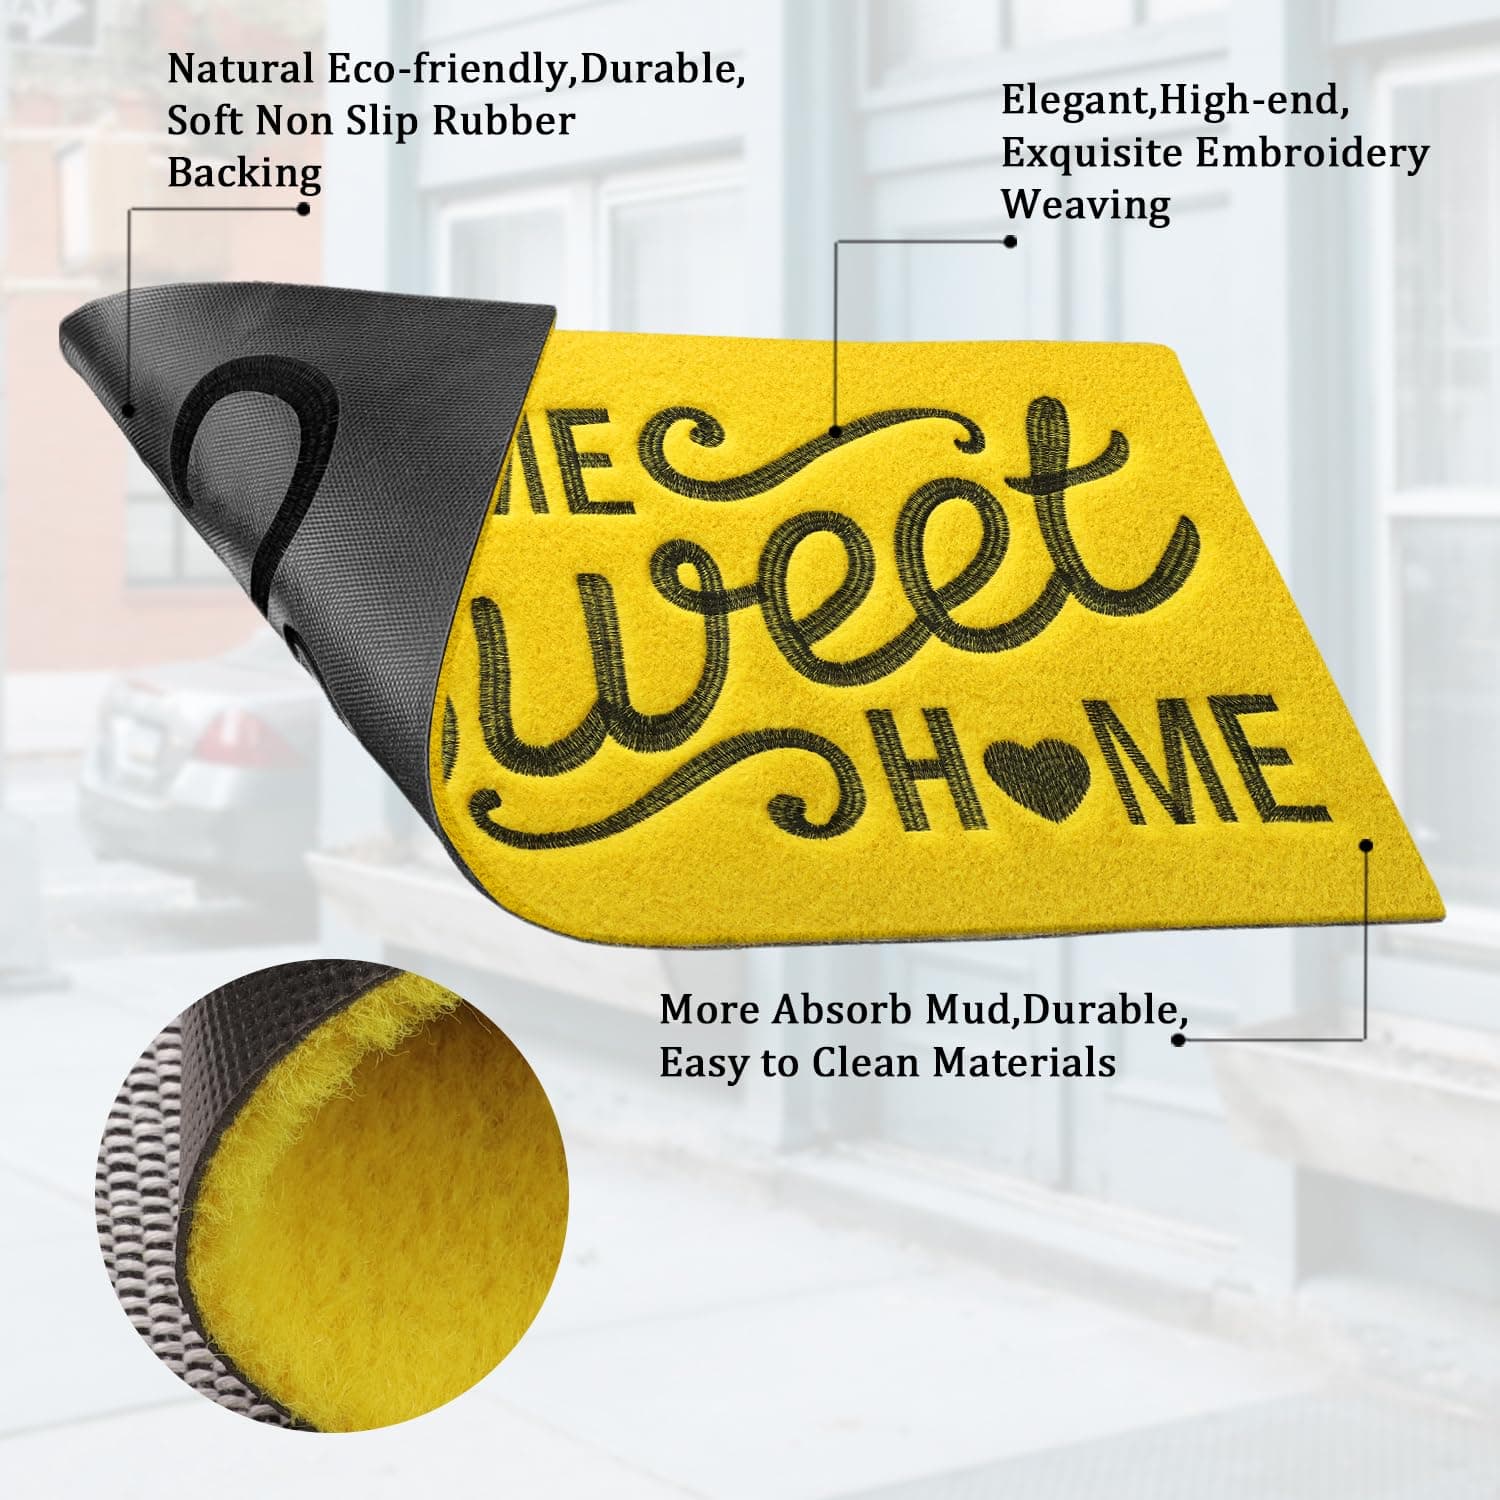 Natural Eco-friendly,Durable,
Soft Non Slip Rubber
Backing
Elegant,High-end,
Exquisite Embroidery
Weaving
ME
weet
H♥ME
More Absorb Mud,Durable,
Easy to Clean Materials